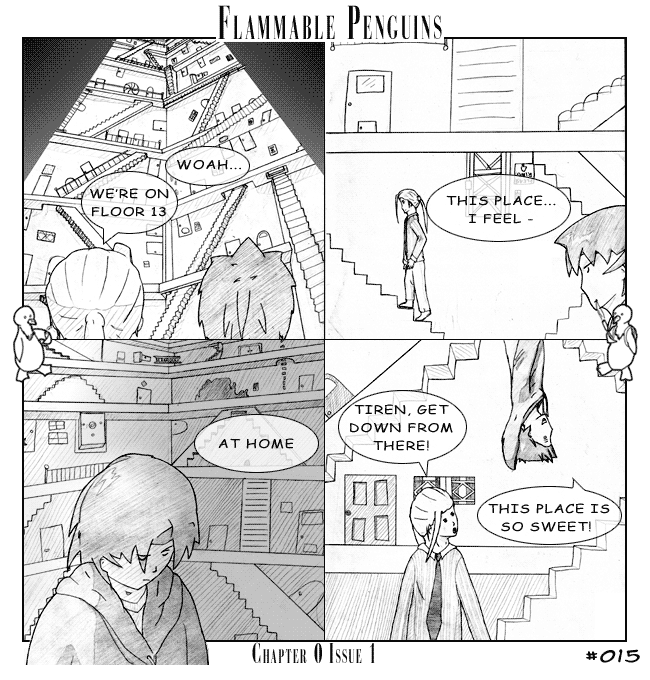 FLAMMABLE PENGUINS
WOAH...
WE'RE ON
FLOOR 13
THIS PLACE...
I FEEL -
AT HOME
TIREN, GET
DOWN FROM
THERE!
THIS PLACE IS
SO SWEET!
CHAPTER 0 ISSUE 1
#015